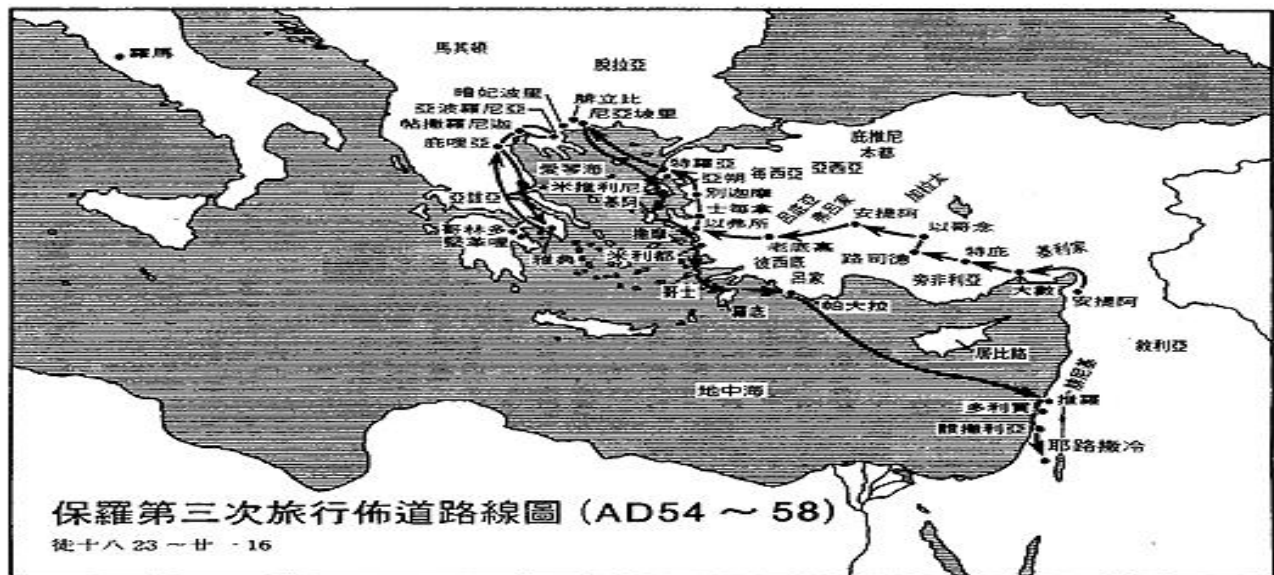 羅馬
馬其頓
脫拉亞
暗妃波里
腓立比
亞波羅尼亞
尼亞坡里
帖撒羅尼迦
庇哩亞
庇推尼
本都
特羅亞
亞朔
每西亞
亞西亞
愛琴海
米推利尼
別迦摩
亞該亞
基阿
士每拿
呂底亞
弗呂家
加拉太
安提阿
以哥念
以弗所
哥林多
堅革哩
雅典
撒摩
米利都
老底嘉
彼西底
呂家
路司德
特庇
基利家
旁非利亞
大數
安提阿
哥士
羅底
帕大拉
居比路
敘利亞
腓尼基
地中海
推羅
多利買
該撒利亞
耶路撒冷
保羅第三次旅行佈道路線圖 (AD54 ~ 58)
徒十八 23 ~ 廿 - 16